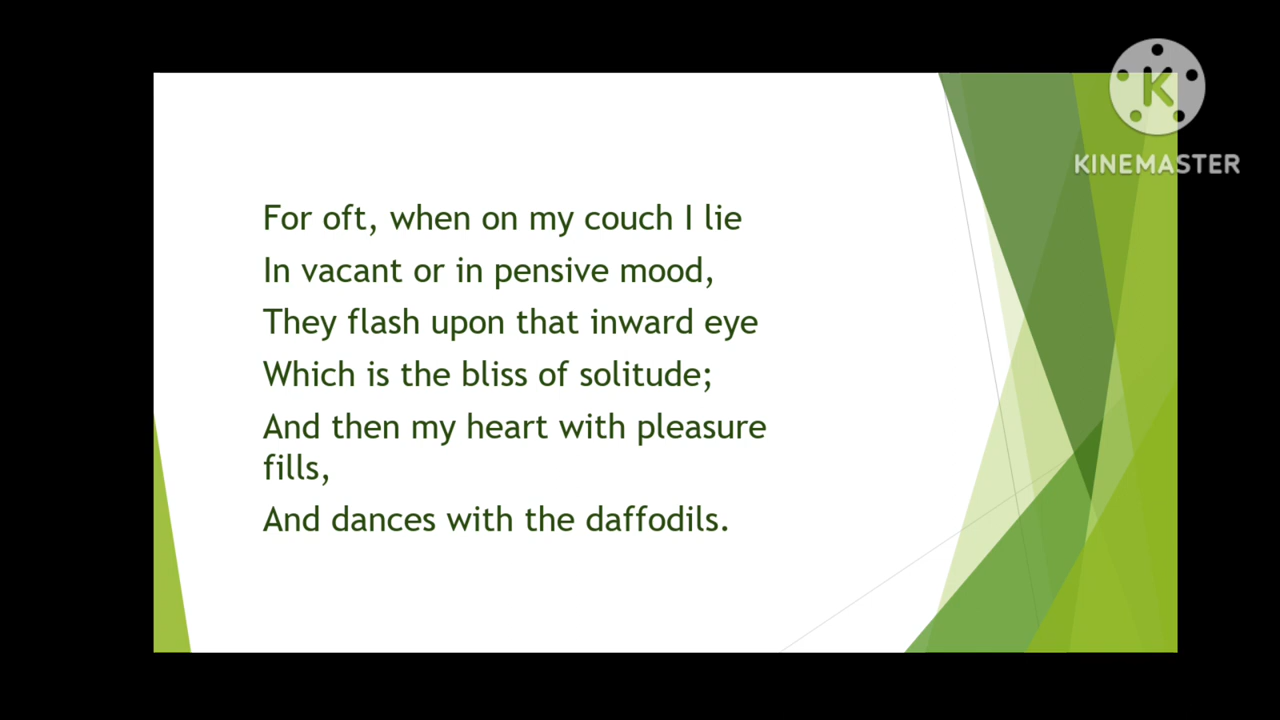 For oft, when on my couch I lie
In vacant or in pensive mood,
They flash upon that inward eye
Which is the bliss of solitude;
And then my heart with pleasure
fills,
And dances with the daffodils.
K
KINEMASTER